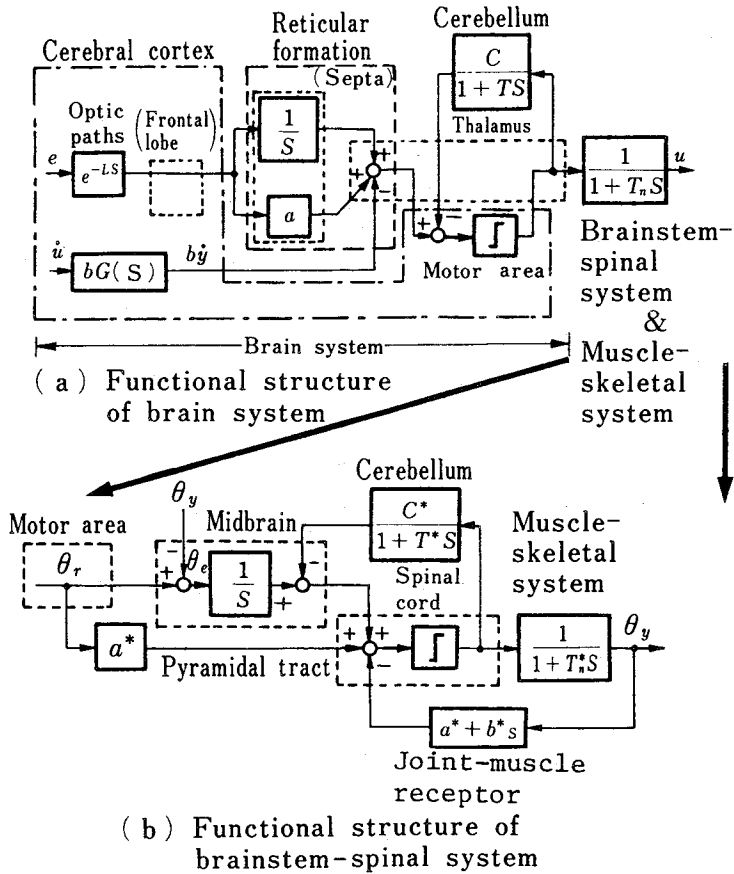 Cerebellum
Reticular
formation
(Septa)
Cerebral cortex
C
1 + TS
Thalamus
Optic
paths
(Frontal
lobe
1
S
e
e^{-LS}
a
+
+
−
+
−
1
1 + T_n S
u
u̇
bG(S)
bẏ
Motor area
Brainstem-
spinal
system
&
Muscle-
skeletal
system
Brain system
(a) Functional structure
of brain system
Cerebellum
θ_y
Motor area
Midbrain
C*
1 + T* S
Muscle-
skeletal
system
θ_r
−
+
θ_e
1
S
−
+
Spinal
cord
a*
Pyramidal tract
+
+
−
1
1 + T_n* S
θ_y
a* + b* s
Joint-muscle
receptor
(b) Functional structure of
brainstem-spinal system